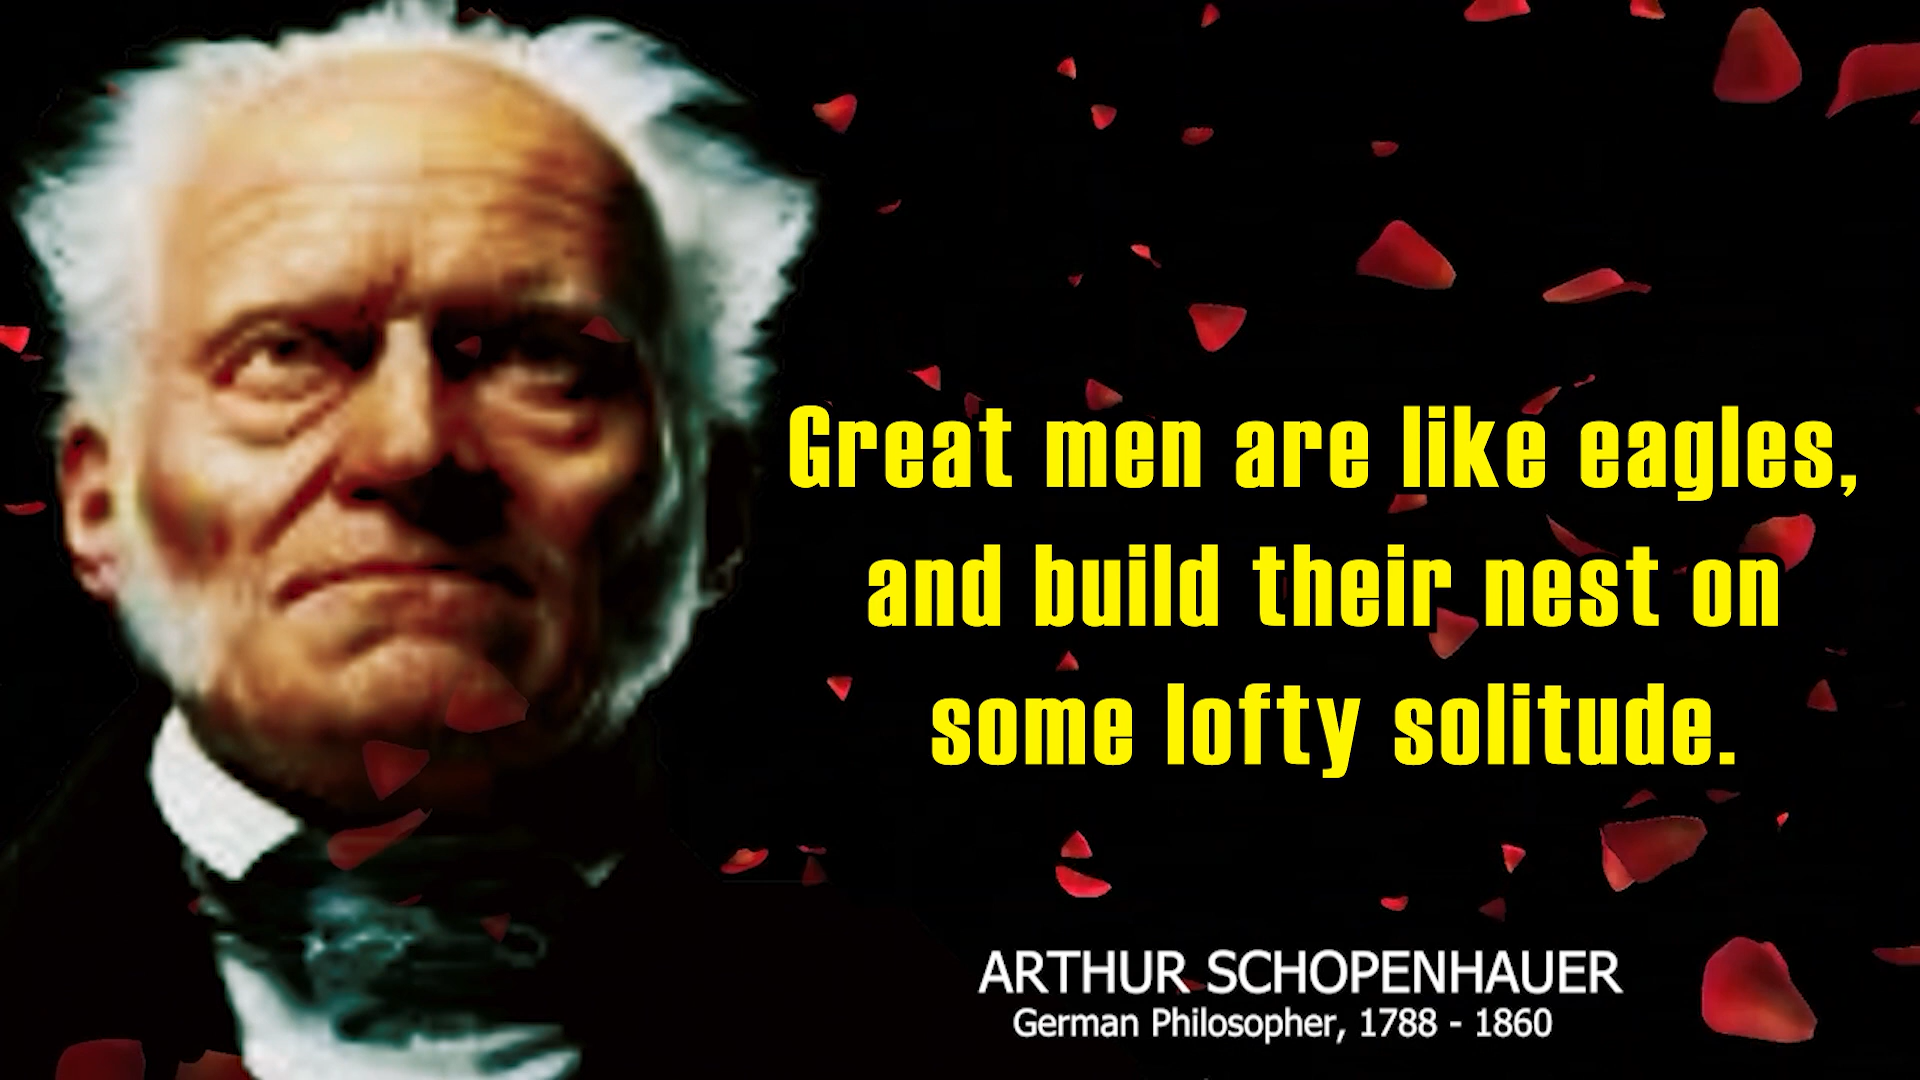 Great men are like eagles,
and build their nest on
some lofty solitude.
ARTHUR SCHOPENHAUER
German Philosopher, 1788 - 1860